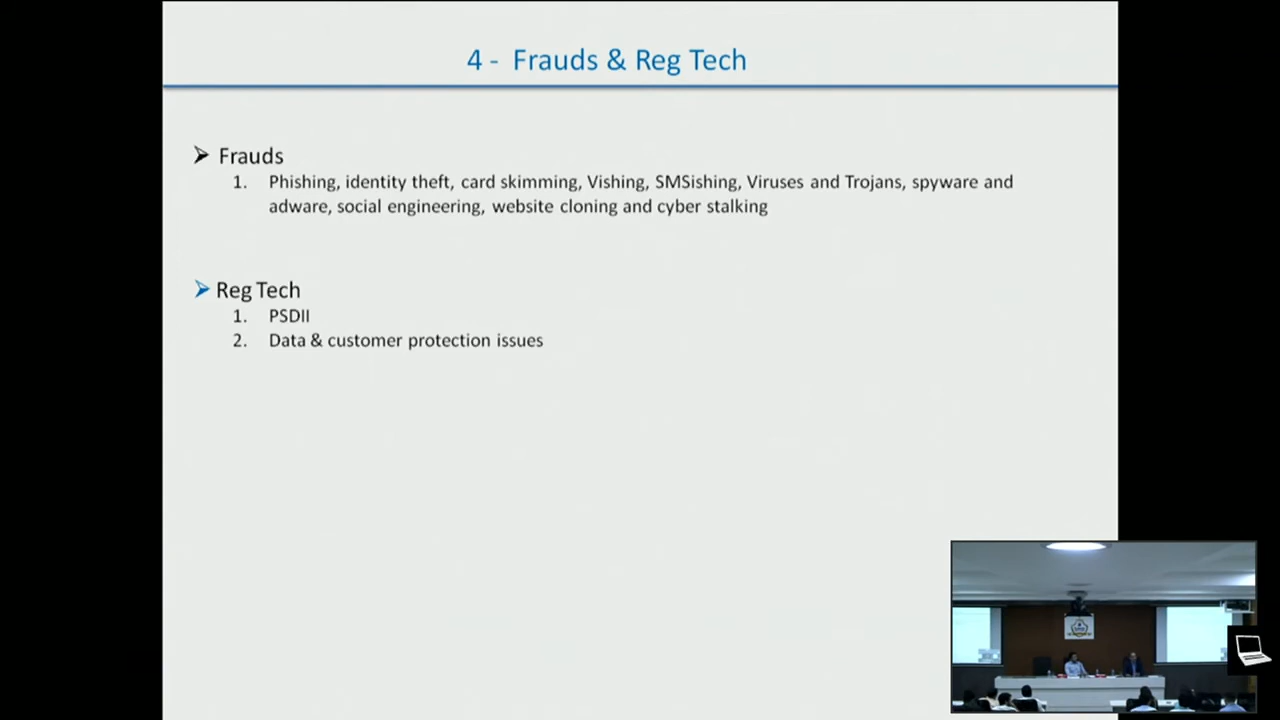 4 - Frauds & Reg Tech
Frauds
1. Phishing, identity theft, card skimming, Vishing, SMSishing, Viruses and Trojans, spyware and
adware, social engineering, website cloning and cyber stalking
Reg Tech
1. PSDII
2. Data & customer protection issues